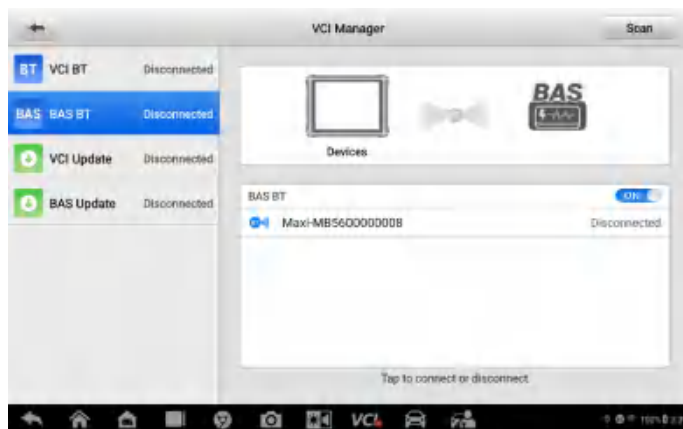 VCI Manager
Scan
BT VCI BT Disconnected
BAS BAS BT Disconnected
VCI Update Disconnected
BAS Update Disconnected
BAS
Devices
BAS BT ON
Maxi-MB5600000008 Disconnected
Tap to connect or disconnect
VCI
100%